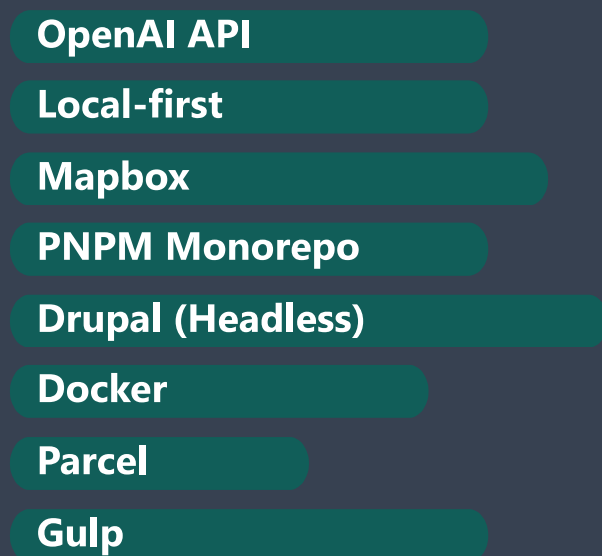 OpenAI API
Local-first
Mapbox
PNPM Monorepo
Drupal (Headless)
Docker
Parcel
Gulp